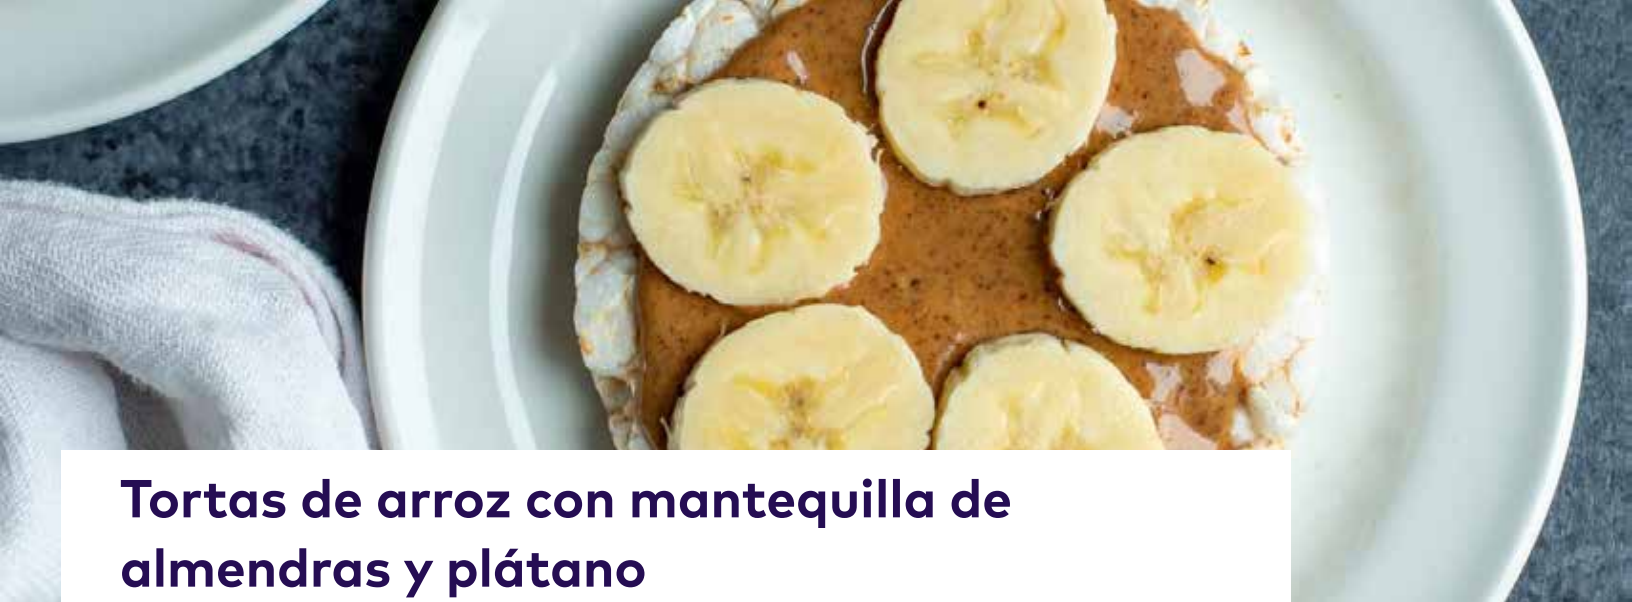 Tortas de arroz con mantequilla de
almendras y plátano